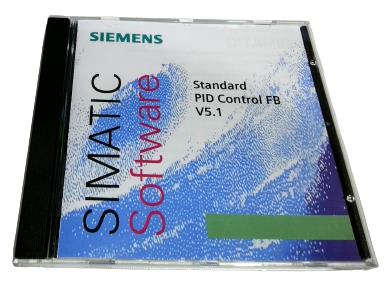 SIEMENS
SIMATIC
Software
Standard
PID Control FB
V5.1